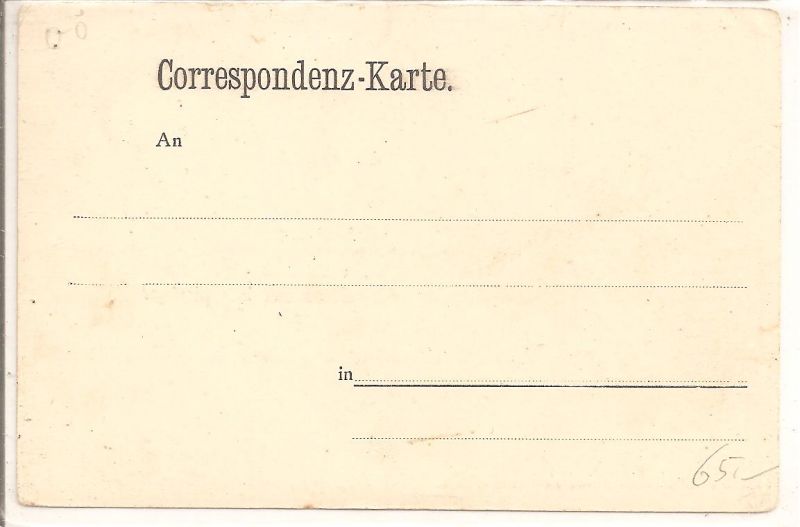 Correspondenz-Karte.
An
in
65,-